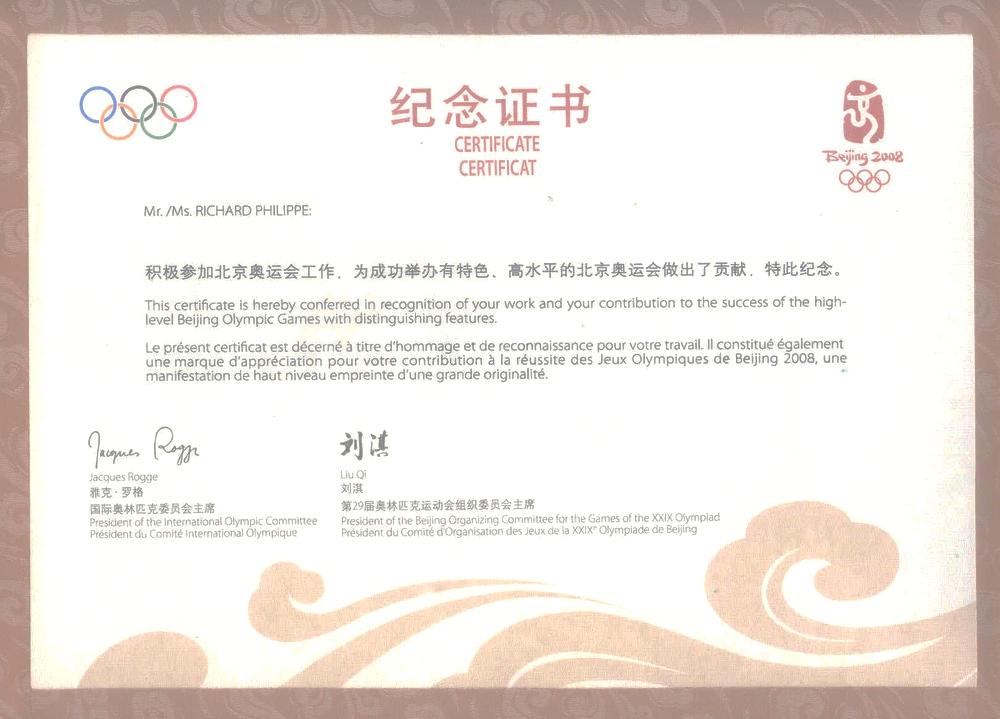 纪念证书
CERTIFICATE
CERTIFICAT
Beijing 2008
Mr. /Ms. RICHARD PHILIPPE:
积极参加北京奥运会工作，为成功举办有特色、高水平的北京奥运会做出了贡献，特此纪念。
This certificate is hereby conferred in recognition of your work and your contribution to the success of the high-
level Beijing Olympic Games with distinguishing features.
Le présent certificat est décerné à titre d'hommage et de reconnaissance pour votre travail. Il constitué également
une marque d'appréciation pour votre contribution à la réussite des Jeux Olympiques de Beijing 2008, une
manifestation de haut niveau empreinte d'une grande originalité.
Jacques Rogge
Jacques Rogge
雅克·罗格
国际奥林匹克委员会主席
President of the International Olympic Committee
Président du Comité International Olympique
刘淇
Liu Qi
刘淇
第29届奥林匹克运动会组织委员会主席
President of the Beijing Organizing Committee for the Games of the XXIX Olympiad
Président du Comité d'Organisation des Jeux de la XXIXe Olympiade de Beijing